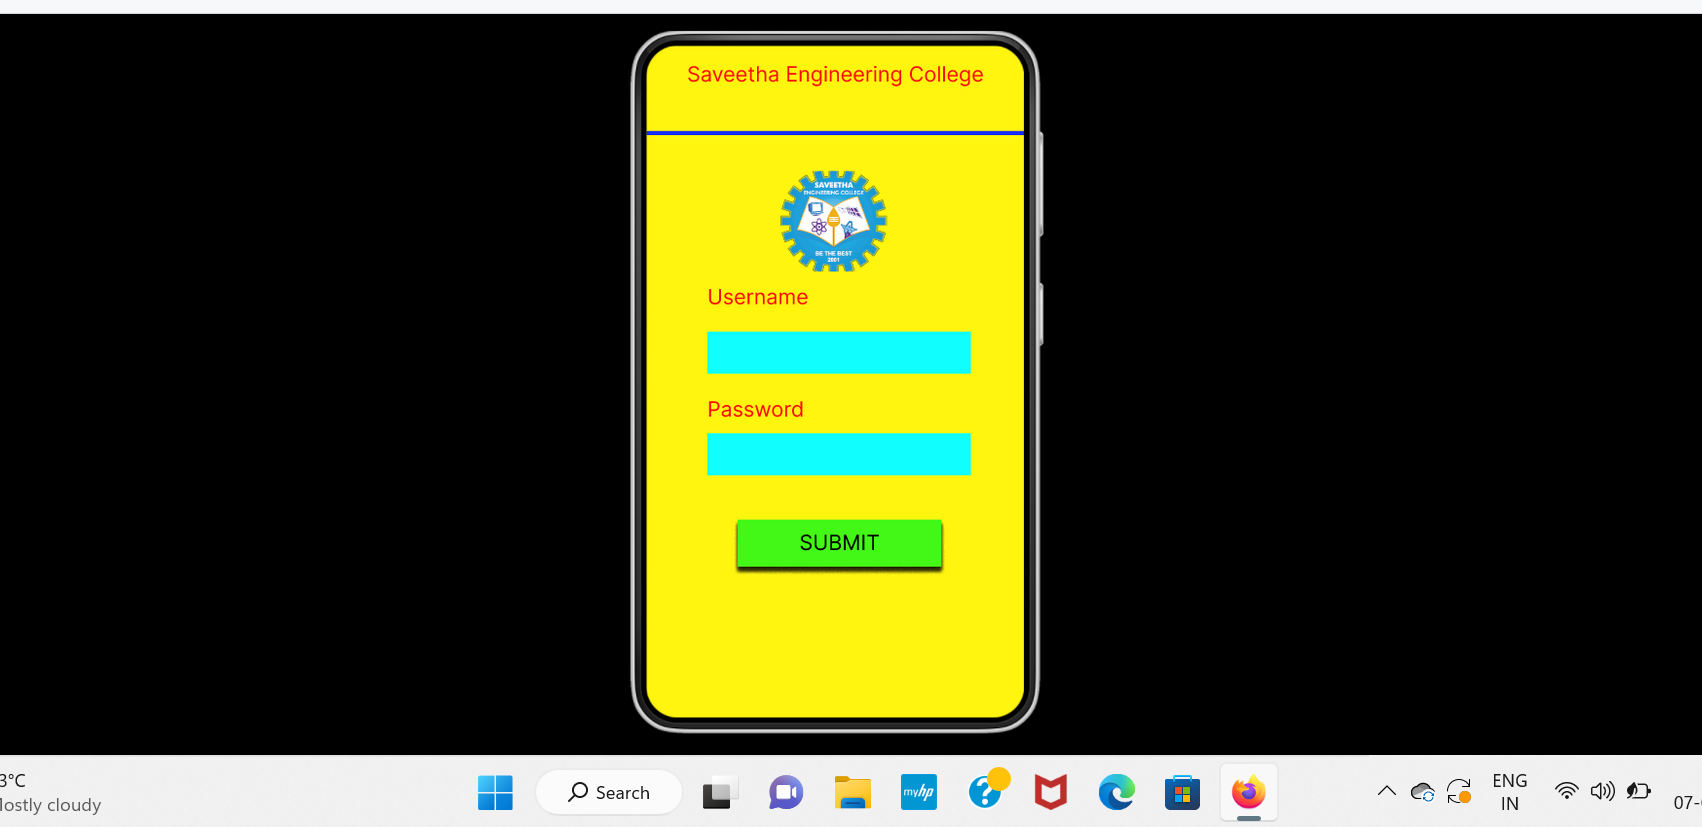 Saveetha Engineering College
SAVEETHA
ENGINEERING COLLEGE
BE THE BEST
2001
Username
Password
SUBMIT
3°C
ostly cloudy
Search
myhp
ENG
IN
07-